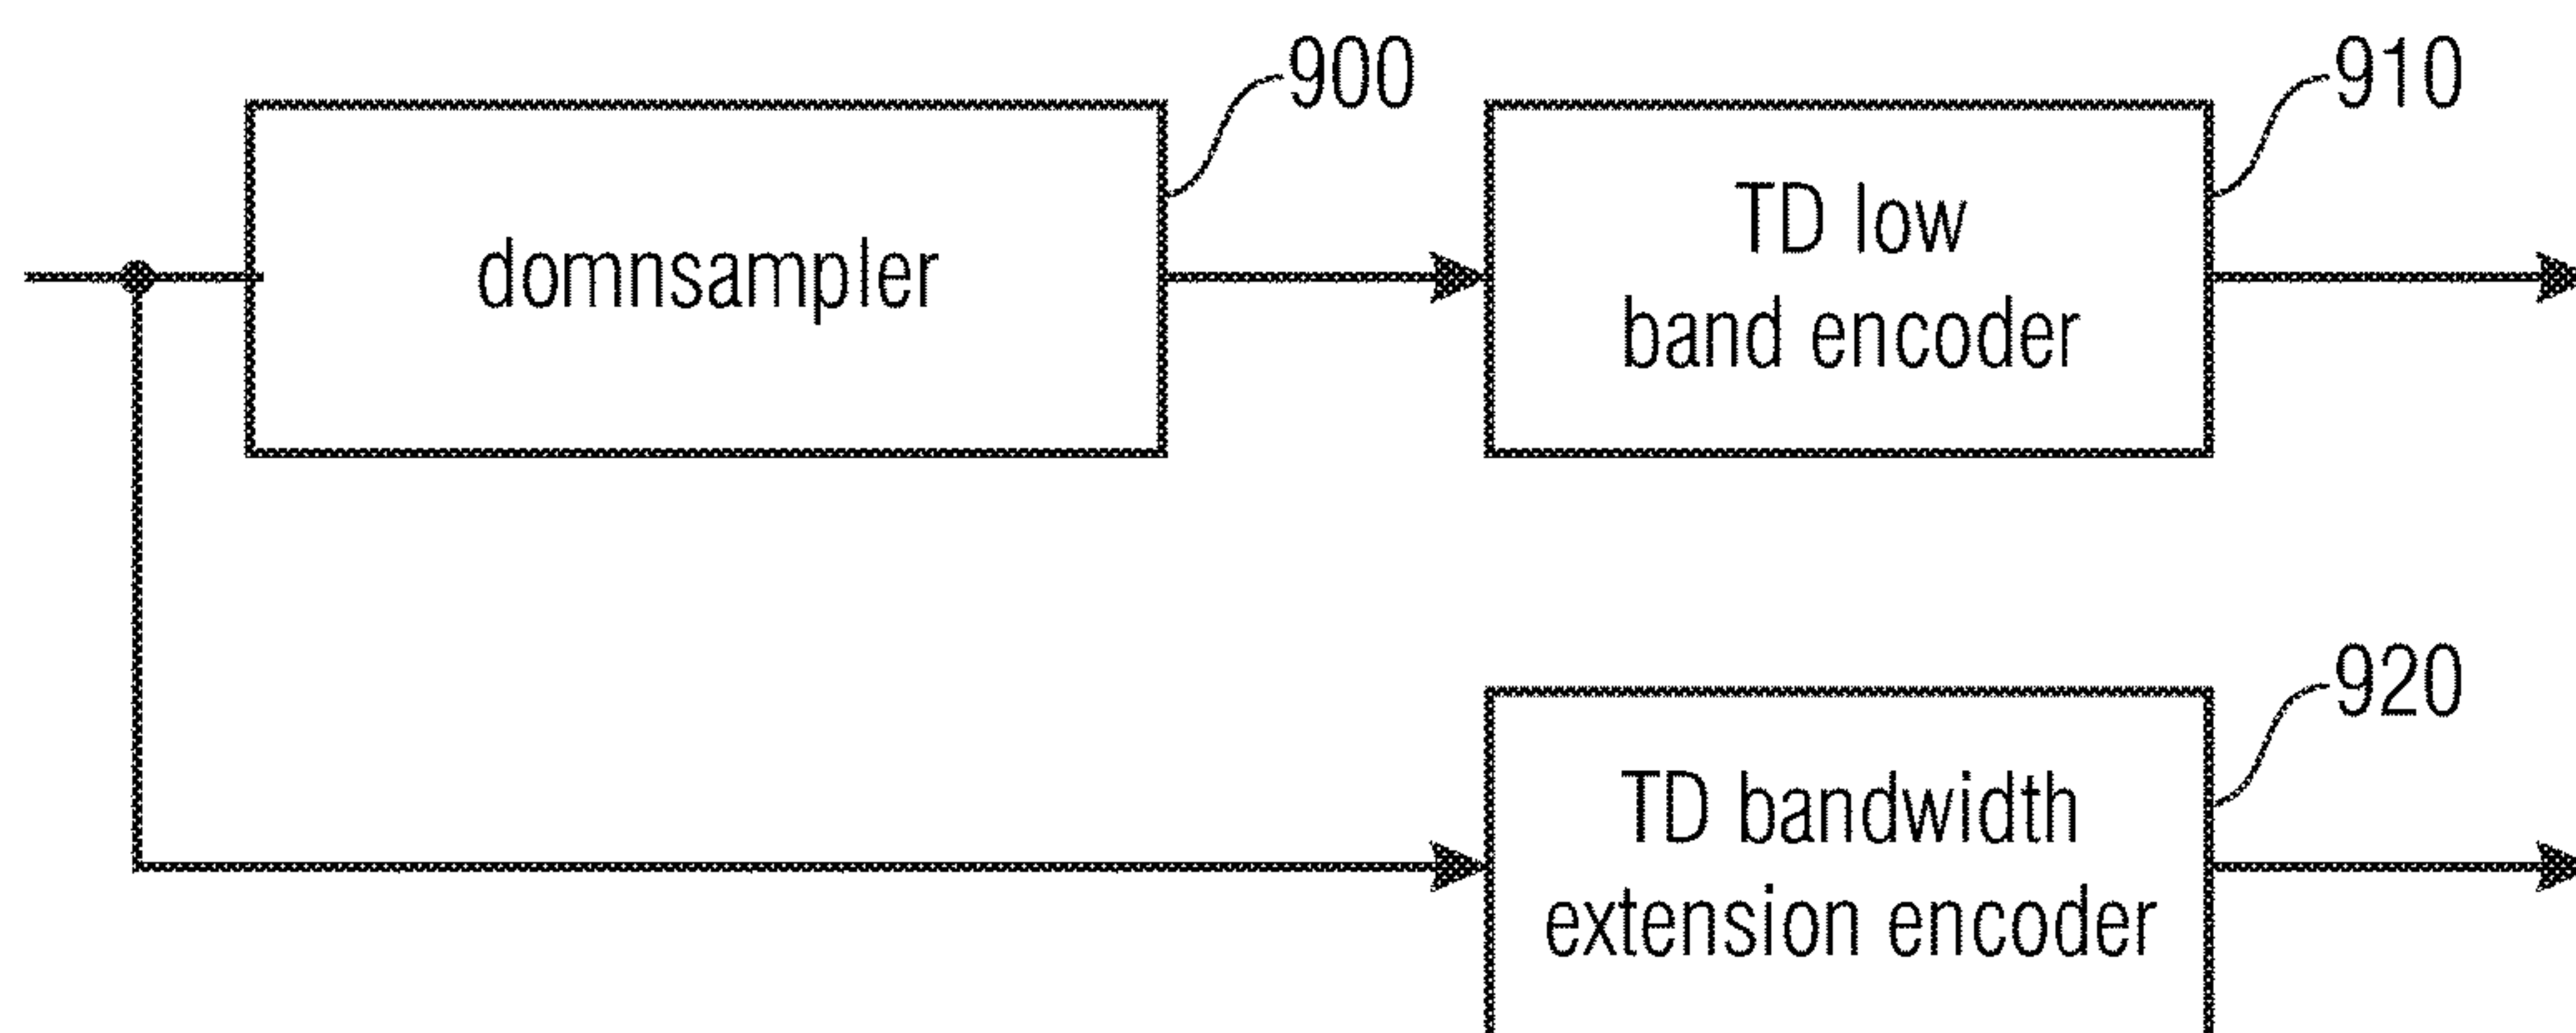 900
910
domnsampler
TD low
band encoder
920
TD bandwidth
extension encoder